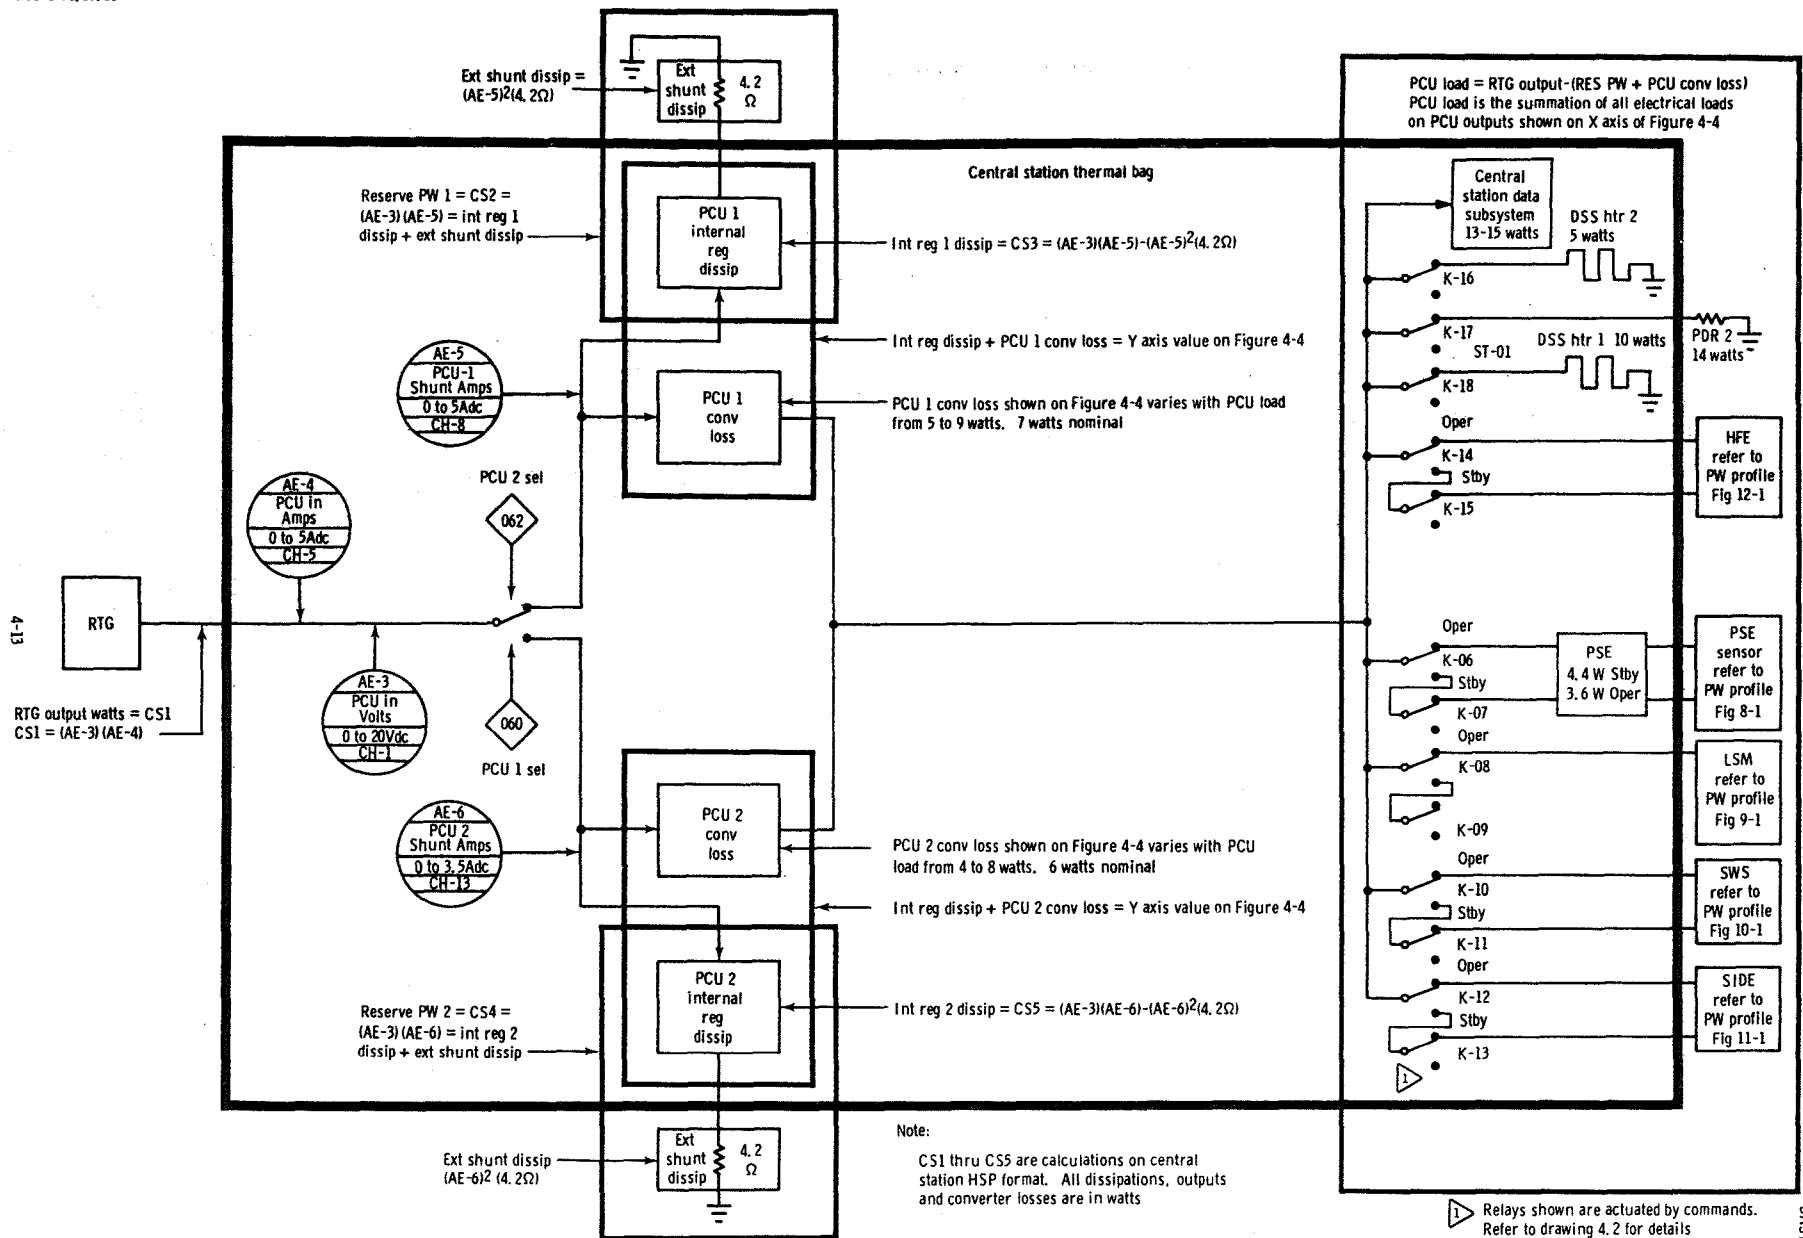 Ext shunt dissip =
(AE-5)²(4.2Ω)
Ext
shunt
dissip
4.2
Ω
PCU load = RTG output-(RES PW + PCU conv loss)
PCU load is the summation of all electrical loads
on PCU outputs shown on X axis of Figure 4-4
Central station thermal bag
Reserve PW 1 = CS2 =
(AE-3)(AE-5) = int reg 1
dissip + ext shunt dissip
PCU 1
internal
reg
dissip
Int reg 1 dissip = CS3 = (AE-3)(AE-5)-(AE-5)²(4.2Ω)
Int reg dissip + PCU 1 conv loss = Y axis value on Figure 4-4
AE-5
PCU-1
Shunt Amps
0 to 5Adc
CH-8
PCU 1
conv
loss
PCU 1 conv loss shown on Figure 4-4 varies with PCU load
from 5 to 9 watts. 7 watts nominal
Central
station data
subsystem
13-15 watts
DSS htr 2
5 watts
K-16
K-17
PDR 2
14 watts
ST-01
DSS htr 1 10 watts
K-18
Oper
K-14
Stby
K-15
HFE
refer to
PW profile
Fig 12-1
AE-4
PCU in
Amps
0 to 5Adc
CH-5
PCU 2 sel
062
RTG
4-13
RTG output watts = CS1
CS1 = (AE-3)(AE-4)
AE-3
PCU in
Volts
0 to 20Vdc
CH-1
060
PCU 1 sel
Oper
K-06
Stby
K-07
PSE
4.4 W Stby
3.6 W Oper
PSE
sensor
refer to
PW profile
Fig 8-1
Oper
K-08
K-09
LSM
refer to
PW profile
Fig 9-1
AE-6
PCU 2
Shunt Amps
0 to 3.5Adc
CH-13
PCU 2
conv
loss
PCU 2 conv loss shown on Figure 4-4 varies with PCU
load from 4 to 8 watts. 6 watts nominal
Int reg dissip + PCU 2 conv loss = Y axis value on Figure 4-4
Oper
K-10
Stby
K-11
SWS
refer to
PW profile
Fig 10-1
Reserve PW 2 = CS4 =
(AE-3)(AE-6) = int reg 2
dissip + ext shunt dissip
PCU 2
internal
reg
dissip
Int reg 2 dissip = CS5 = (AE-3)(AE-6)-(AE-6)²(4.2Ω)
Oper
K-12
Stby
K-13
SIDE
refer to
PW profile
Fig 11-1
1
Ext shunt dissip
(AE-6)² (4.2Ω)
Ext
shunt
dissip
4.2
Ω
Note:
CS1 thru CS5 are calculations on central
station HSP format. All dissipations, outputs
and converter losses are in watts
1 Relays shown are actuated by commands.
Refer to drawing 4.2 for details